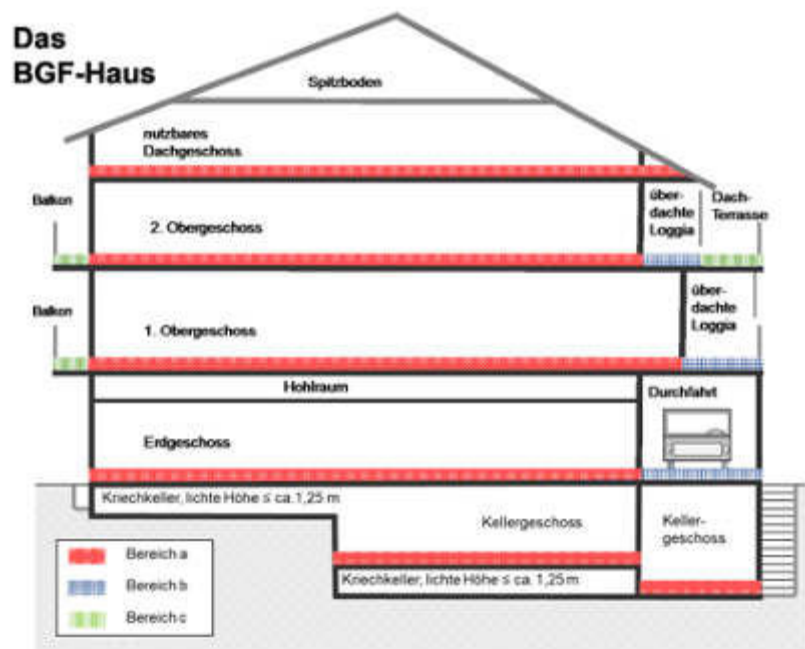 Das
BGF-Haus
Spitzboden
nutzbares
Dachgeschoss
Balkon
2. Obergeschoss
über-
dachte
Loggia
Dach-
Terrasse
Balkon
1. Obergeschoss
über-
dachte
Loggia
Hohlraum
Durchfahrt
Erdgeschoss
Kriechkeller, lichte Höhe ≤ ca. 1,25 m
Kellergeschoss
Keller-
geschoss
Kriechkeller, lichte Höhe ≤ ca. 1,25 m
Bereich a
Bereich b
Bereich c